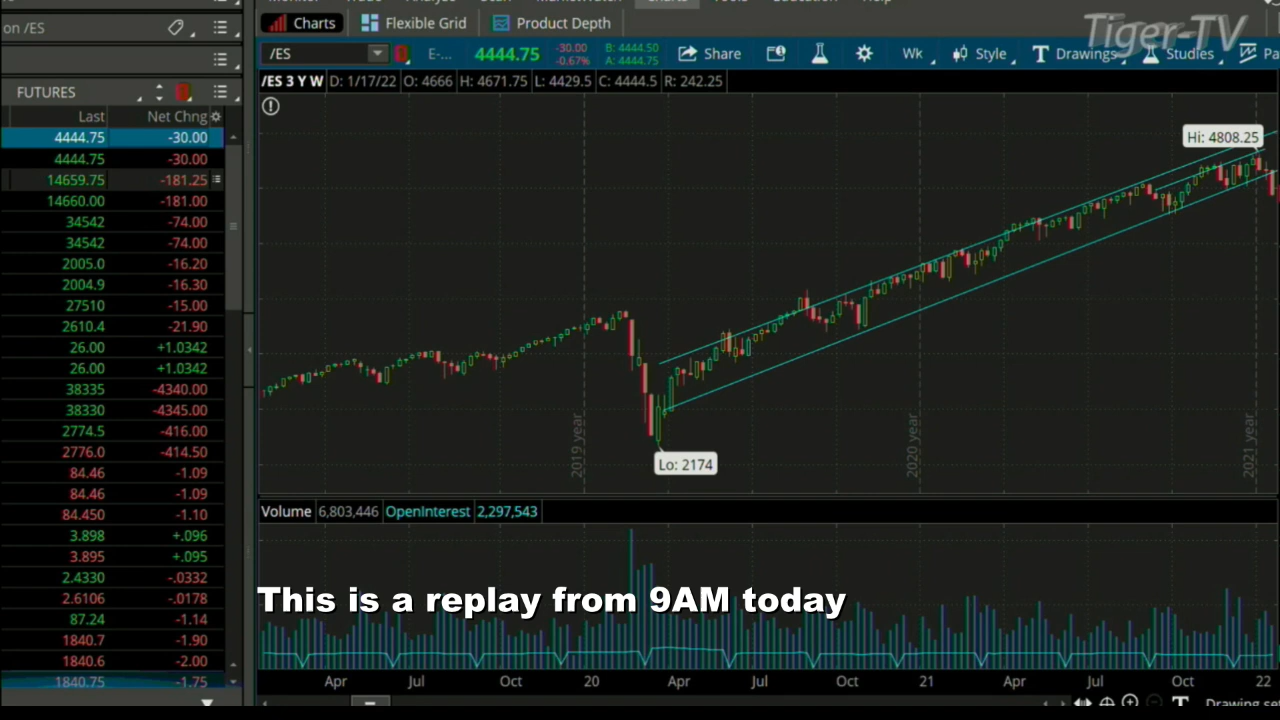 Charts
Flexible Grid
Product Depth
Tiger-TV
on /ES
/ES
E-...
4444.75
-30.00
-0.67%
B: 4444.50
A: 4444.75
Share
Wk
Style
Drawings
Studies
/ES 3 Y W
D: 1/17/22
O: 4666
H: 4671.75
L: 4429.5
C: 4444.5
R: 242.25
FUTURES
Last Net Chng
4444.75 -30.00
4444.75 -30.00
14659.75 -181.25
14660.00 -181.00
34542 -74.00
34542 -74.00
2005.0 -16.20
2004.9 -16.30
27510 -15.00
2610.4 -21.90
26.00 +1.0342
26.00 +1.0342
38335 -4340.00
38330 -4345.00
2774.5 -416.00
2776.0 -414.50
84.46 -1.09
84.46 -1.09
84.450 -1.10
3.898 +.096
3.895 +.095
2.4330 -.0332
2.6106 -.0178
87.24 -1.14
1840.7 -1.90
1840.6 -2.00
1840.75 -1.75
Hi: 4808.25
Lo: 2174
2019 year
2020 year
2021 year
Volume
6,803,446
OpenInterest
2,297,543
This is a replay from 9AM today
Apr Jul Oct 20 Apr Jul Oct 21 Apr Jul Oct 22